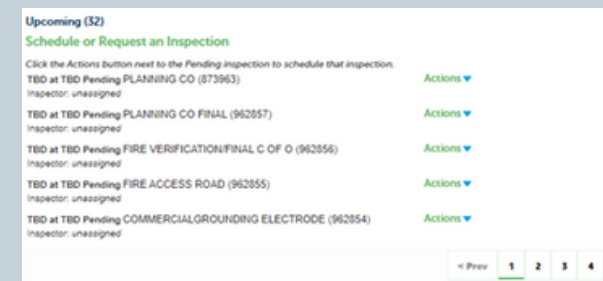 Upcoming (32)
Schedule or Request an Inspection
Click the Actions button next to the Pending inspection to schedule that inspection.
TBD at TBD Pending PLANNING CO (873963) Actions
Inspector: unassigned
TBD at TBD Pending PLANNING CO FINAL (962857) Actions
Inspector: unassigned
TBD at TBD Pending FIRE VERIFICATION/FINAL C OF O (962856) Actions
Inspector: unassigned
TBD at TBD Pending FIRE ACCESS ROAD (962855) Actions
Inspector: unassigned
TBD at TBD Pending COMMERCIALGROUNDING ELECTRODE (962854) Actions
Inspector: unassigned
< Prev 1 2 3 4